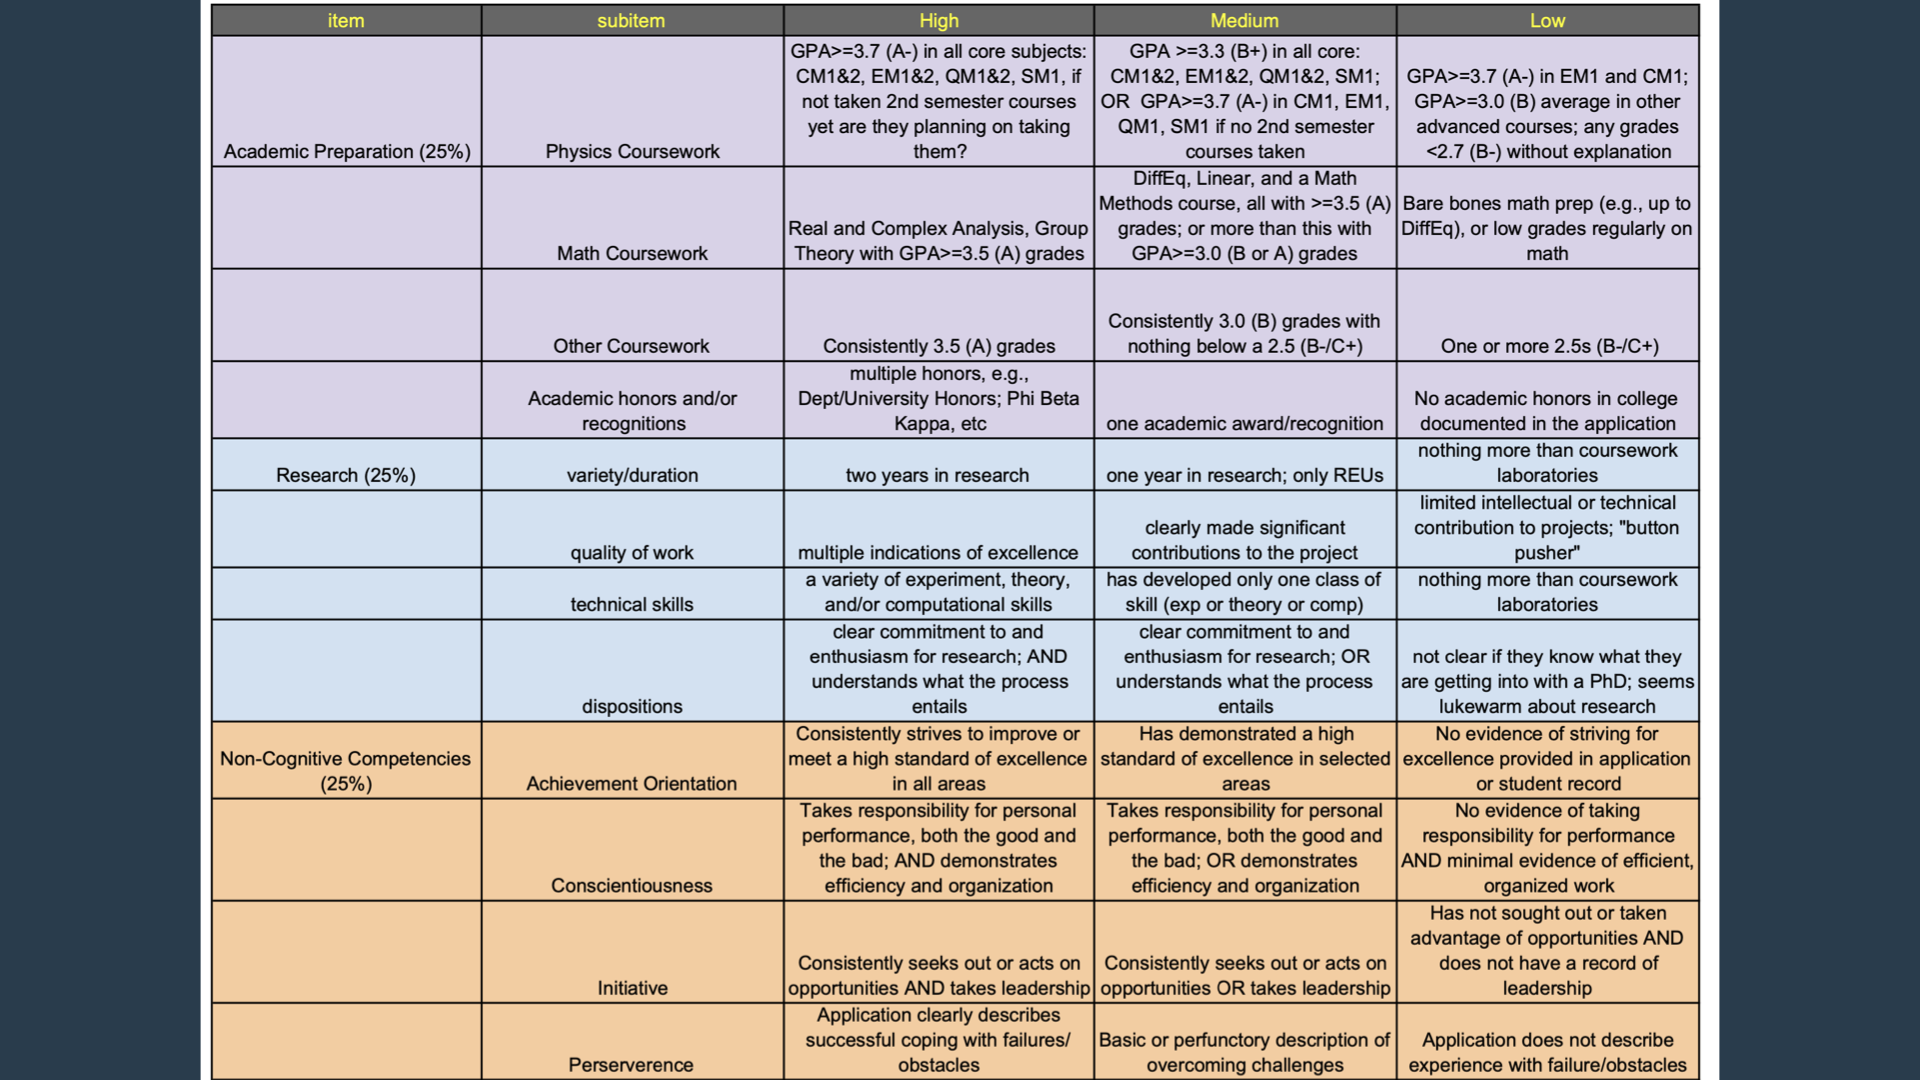 item
subitem
High
Medium
Low
Academic Preparation (25%)
Physics Coursework
GPA>=3.7 (A-) in all core subjects:
CM1&2, EM1&2, QM1&2, SM1, if
not taken 2nd semester courses
yet are they planning on taking
them?
GPA >=3.3 (B+) in all core:
CM1&2, EM1&2, QM1&2, SM1;
OR GPA>=3.7 (A-) in CM1, EM1,
QM1, SM1 if no 2nd semester
courses taken
GPA>=3.7 (A-) in EM1 and CM1;
GPA>=3.0 (B) average in other
advanced courses; any grades
<2.7 (B-) without explanation
Math Coursework
Real and Complex Analysis, Group
Theory with GPA>=3.5 (A) grades
DiffEq, Linear, and a Math
Methods course, all with >=3.5 (A)
grades; or more than this with
GPA>=3.0 (B or A) grades
Bare bones math prep (e.g., up to
DiffEq), or low grades regularly on
math
Other Coursework
Consistently 3.5 (A) grades
Consistently 3.0 (B) grades with
nothing below a 2.5 (B-/C+)
One or more 2.5s (B-/C+)
Academic honors and/or
recognitions
multiple honors, e.g.,
Dept/University Honors; Phi Beta
Kappa, etc
one academic award/recognition
No academic honors in college
documented in the application
Research (25%)
variety/duration
two years in research
one year in research; only REUs
nothing more than coursework
laboratories
quality of work
multiple indications of excellence
clearly made significant
contributions to the project
limited intellectual or technical
contribution to projects; "button
pusher"
technical skills
a variety of experiment, theory,
and/or computational skills
has developed only one class of
skill (exp or theory or comp)
nothing more than coursework
laboratories
dispositions
clear commitment to and
enthusiasm for research; AND
understands what the process
entails
clear commitment to and
enthusiasm for research; OR
understands what the process
entails
not clear if they know what they
are getting into with a PhD; seems
lukewarm about research
Non-Cognitive Competencies
(25%)
Achievement Orientation
Consistently strives to improve or
meet a high standard of excellence
in all areas
Has demonstrated a high
standard of excellence in selected
areas
No evidence of striving for
excellence provided in application
or student record
Conscientiousness
Takes responsibility for personal
performance, both the good and
the bad; AND demonstrates
efficiency and organization
Takes responsibility for personal
performance, both the good and
the bad; OR demonstrates
efficiency and organization
No evidence of taking
responsibility for performance
AND minimal evidence of efficient,
organized work
Initiative
Consistently seeks out or acts on
opportunities AND takes leadership
Consistently seeks out or acts on
opportunities OR takes leadership
Has not sought out or taken
advantage of opportunities AND
does not have a record of
leadership
Perserverence
Application clearly describes
successful coping with failures/
obstacles
Basic or perfunctory description of
overcoming challenges
Application does not describe
experience with failure/obstacles